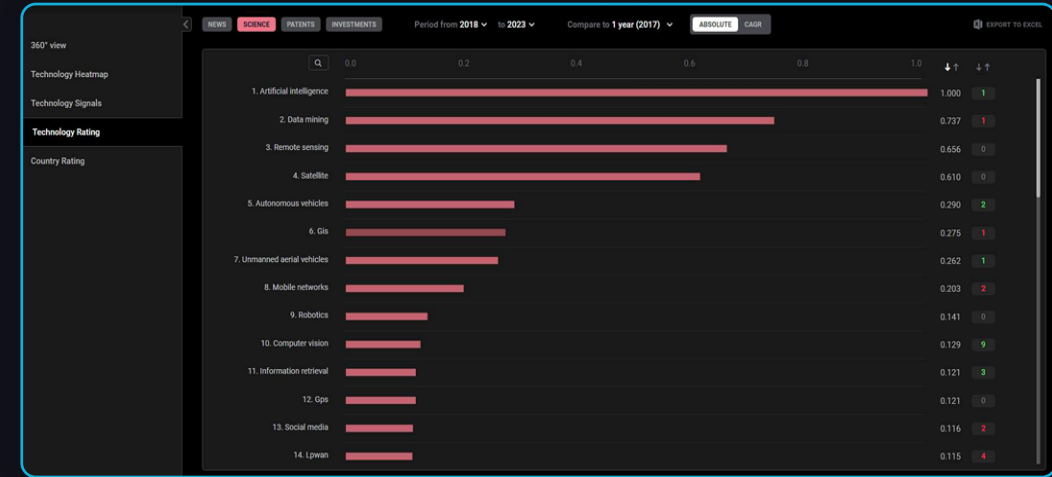 NEWS SCIENCE PATENTS INVESTMENTS Period from 2018 to 2023 Compare to 1 year (2017) ABSOLUTE CAGR EXPORT TO EXCEL
360° view
Technology Heatmap
Technology Signals
Technology Rating
Country Rating
0.0 0.2 0.4 0.6 0.8 1.0
1. Artificial intelligence 1.000 1
2. Data mining 0.737 1
3. Remote sensing 0.656 0
4. Satellite 0.610 0
5. Autonomous vehicles 0.290 2
6. Gis 0.275 1
7. Unmanned aerial vehicles 0.262 1
8. Mobile networks 0.203 2
9. Robotics 0.141 0
10. Computer vision 0.129 9
11. Information retrieval 0.121 3
12. Gps 0.121 0
13. Social media 0.116 2
14. Lpwan 0.115 4